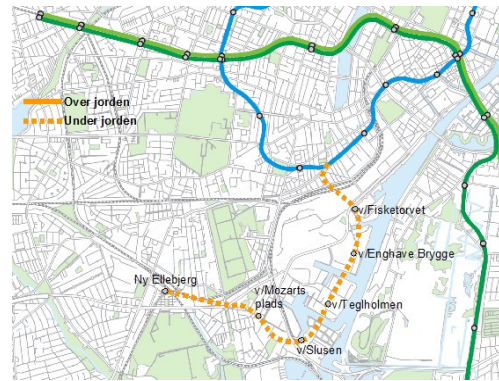 Over jorden
Under jorden
v/Fisketorvet
v/Enghave Brygge
Ny Ellebjerg
v/Mozarts
plads
v/Teglholmen
v/Slusen